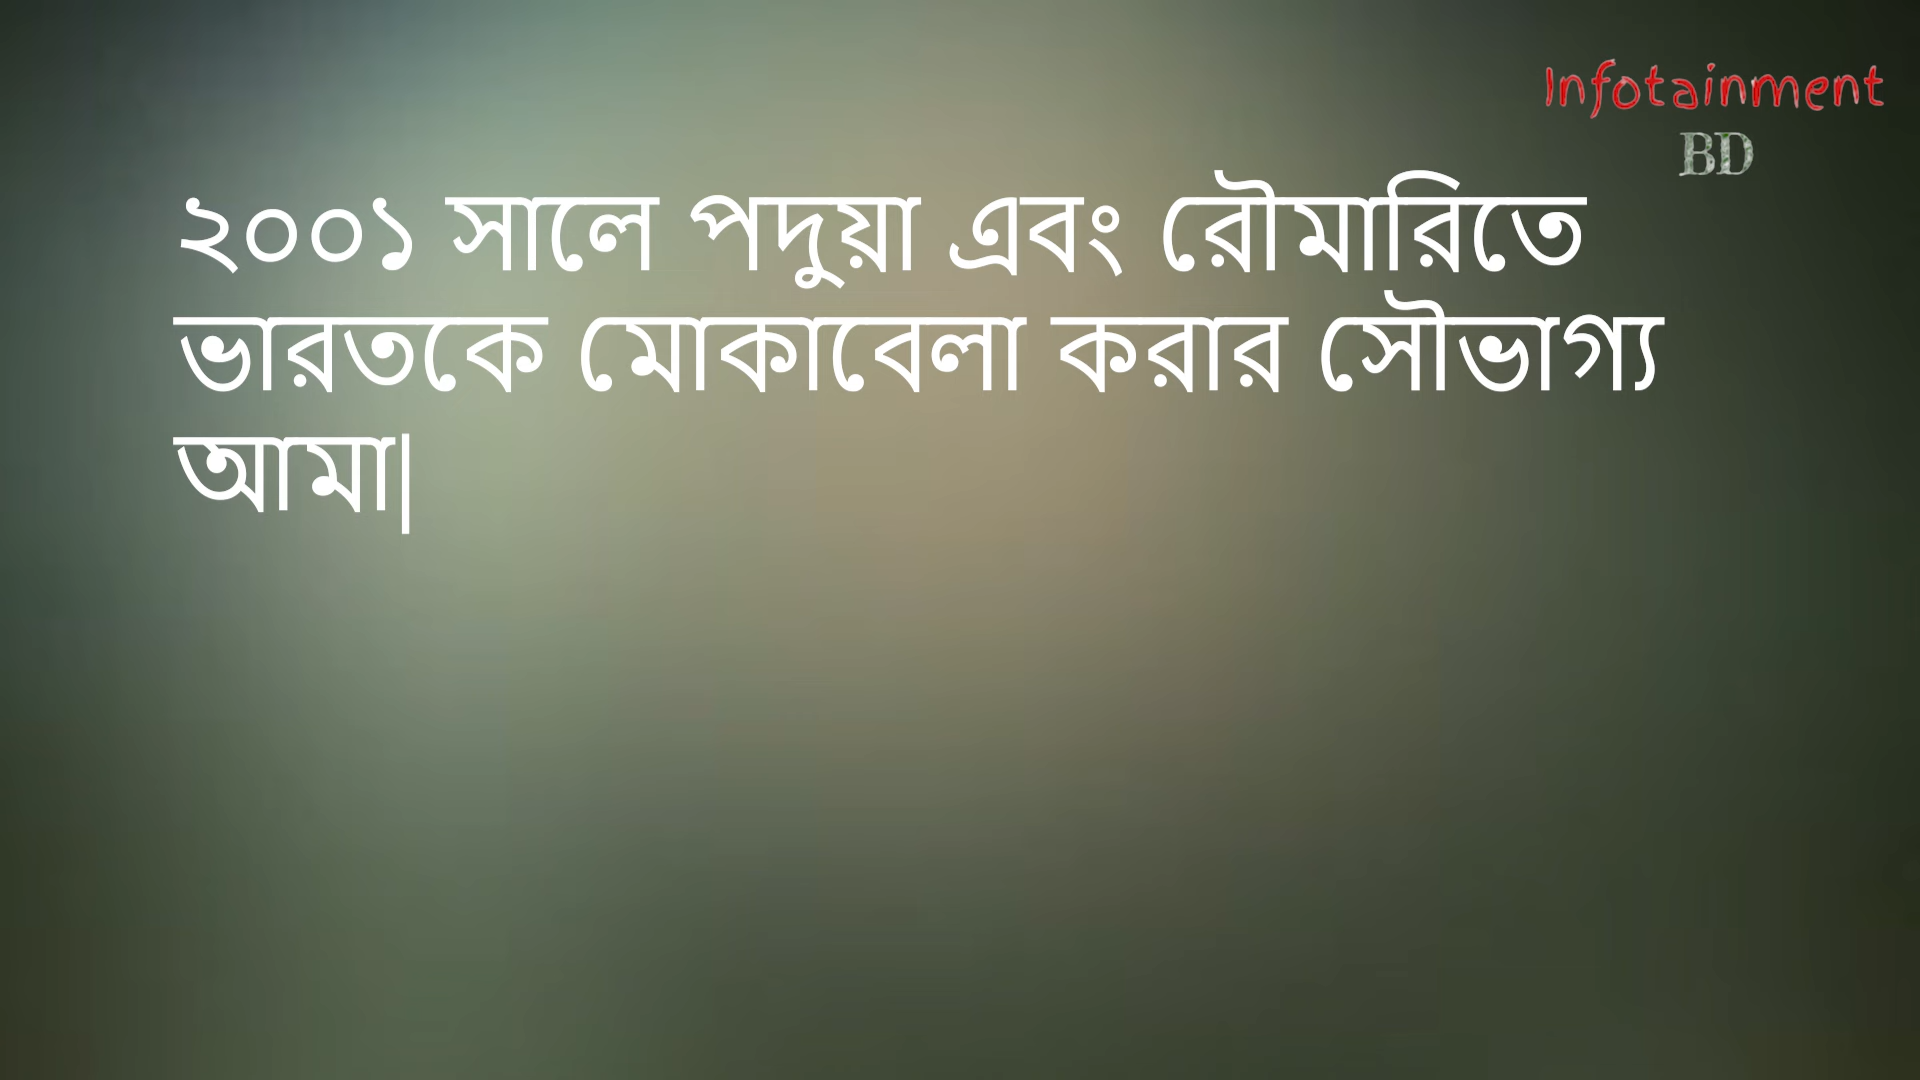 Infotainment
BD
২০০১ সালে পদুয়া এবং রৌমারিতে
ভারতকে মোকাবেলা করার সৌভাগ্য
আমা|